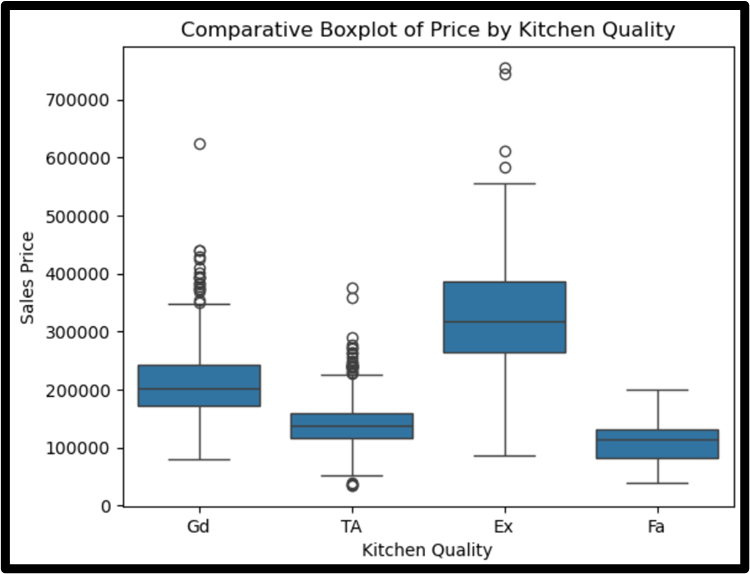 Comparative Boxplot of Price by Kitchen Quality
700000
600000
500000
400000
300000
200000
100000
0
Sales Price
Gd TA Ex Fa
Kitchen Quality